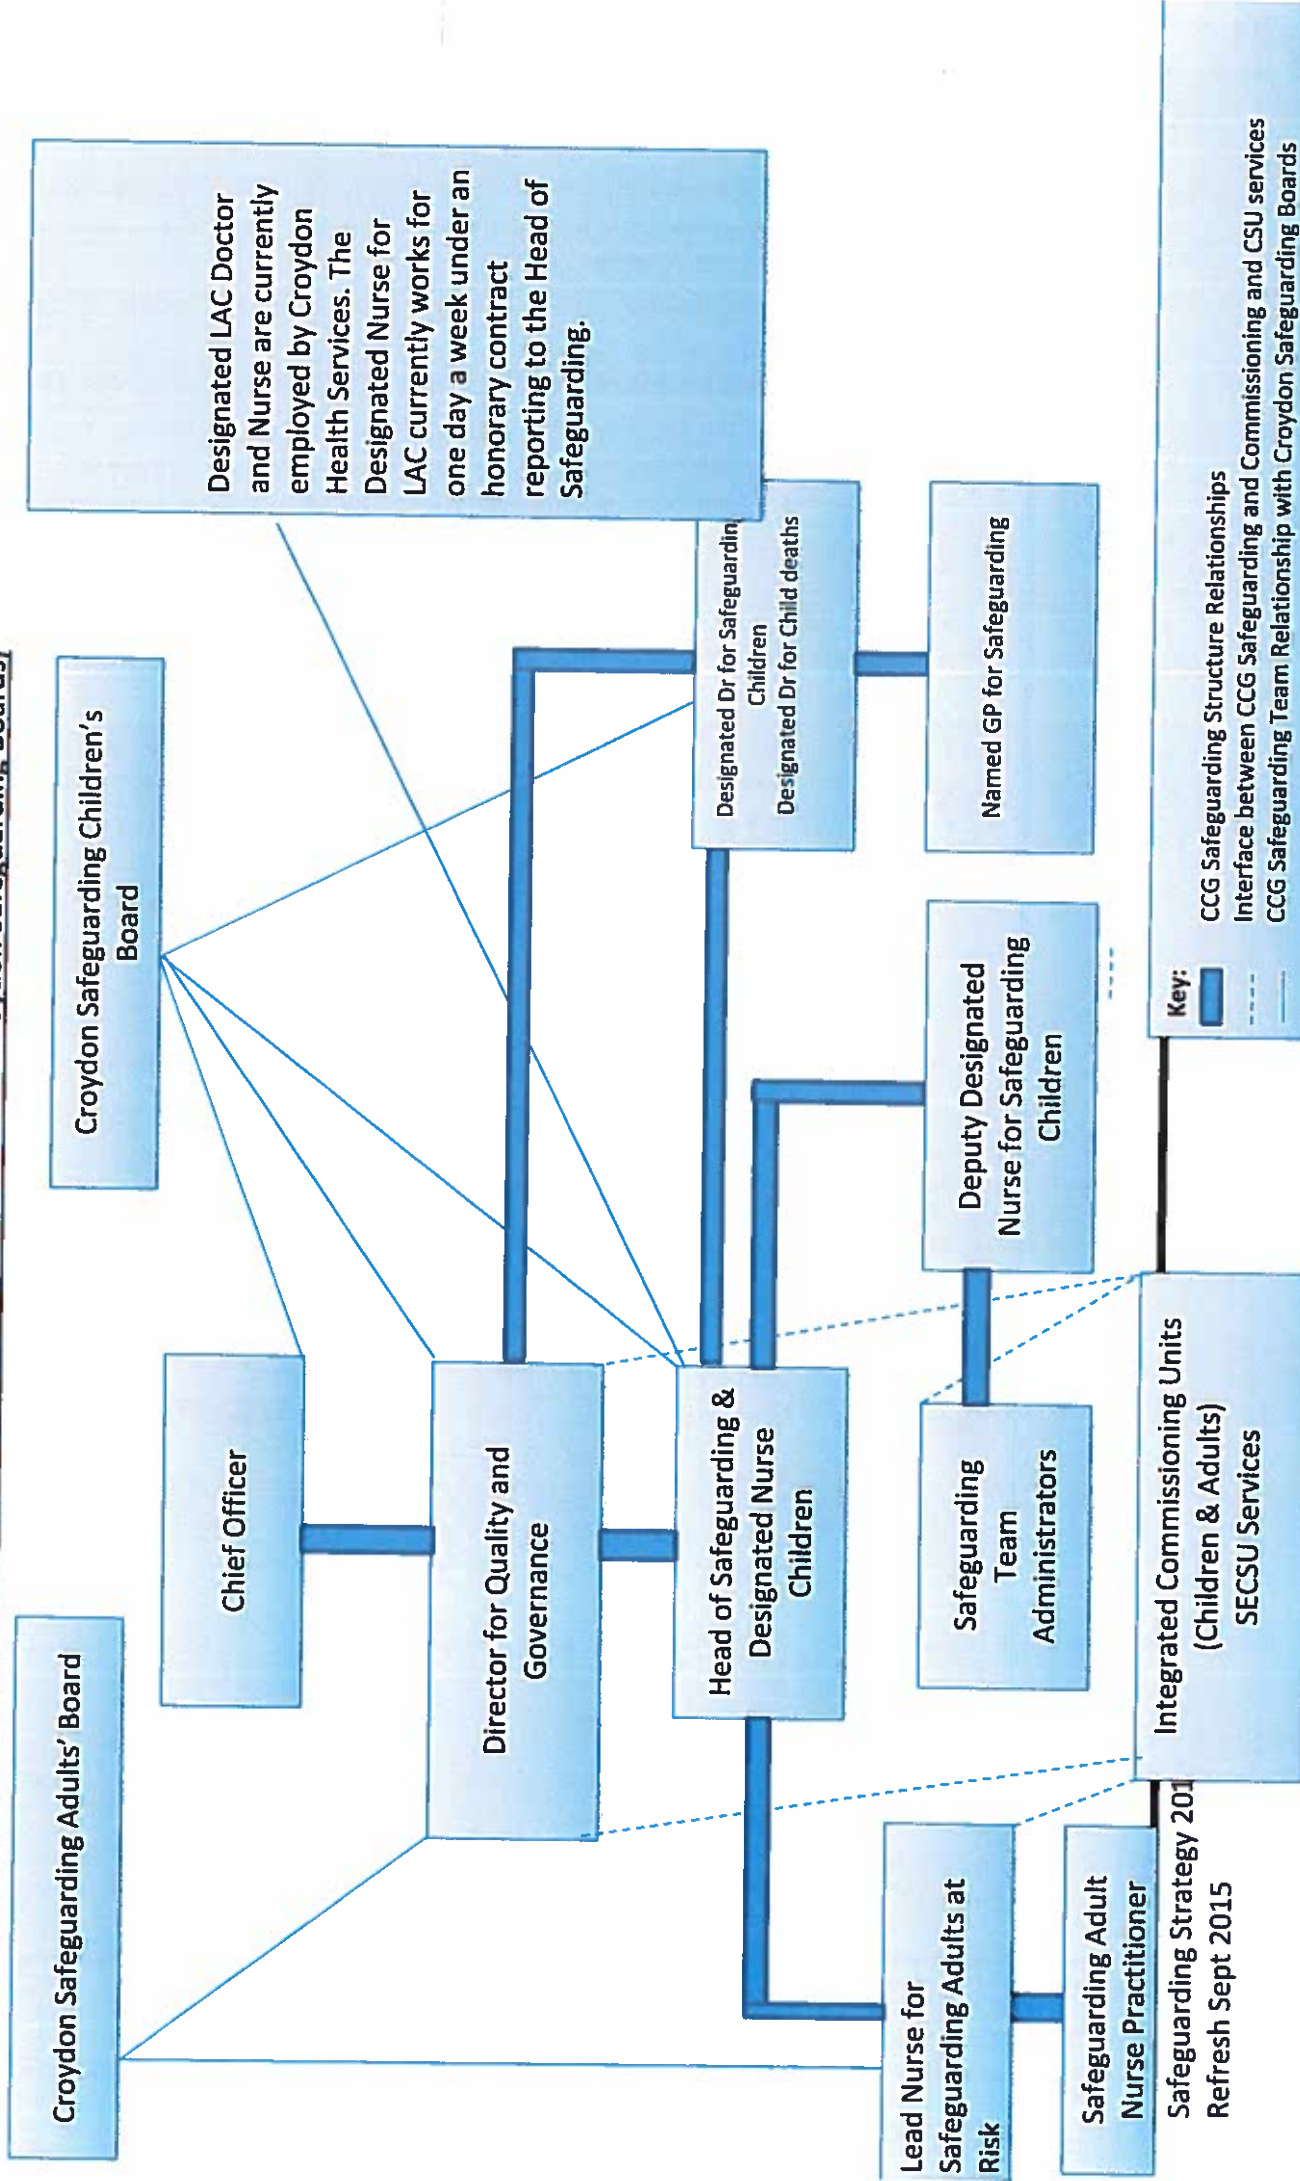 Croydon Safeguarding Adults' Board
Croydon Safeguarding Children's
Board
Chief Officer
Designated LAC Doctor
and Nurse are currently
employed by Croydon
Health Services. The
Designated Nurse for
LAC currently works for
one day a week under an
honorary contract
reporting to the Head of
Safeguarding.
Director for Quality and
Governance
Head of Safeguarding &
Designated Nurse
Children
Designated Dr for Safeguardin
Children
Designated Dr for Child deaths
Lead Nurse for
Safeguarding Adults at
Risk
Safeguarding
Team
Administrators
Deputy Designated
Nurse for Safeguarding
Children
Named GP for Safeguarding
Safeguarding Adult
Nurse Practitioner
Integrated Commissioning Units
(Children & Adults)
SECSU Services
Key:
CCG Safeguarding Structure Relationships
Interface between CCG Safeguarding and Commissioning and CSU services
CCG Safeguarding Team Relationship with Croydon Safeguarding Boards
Safeguarding Strategy 201
Refresh Sept 2015